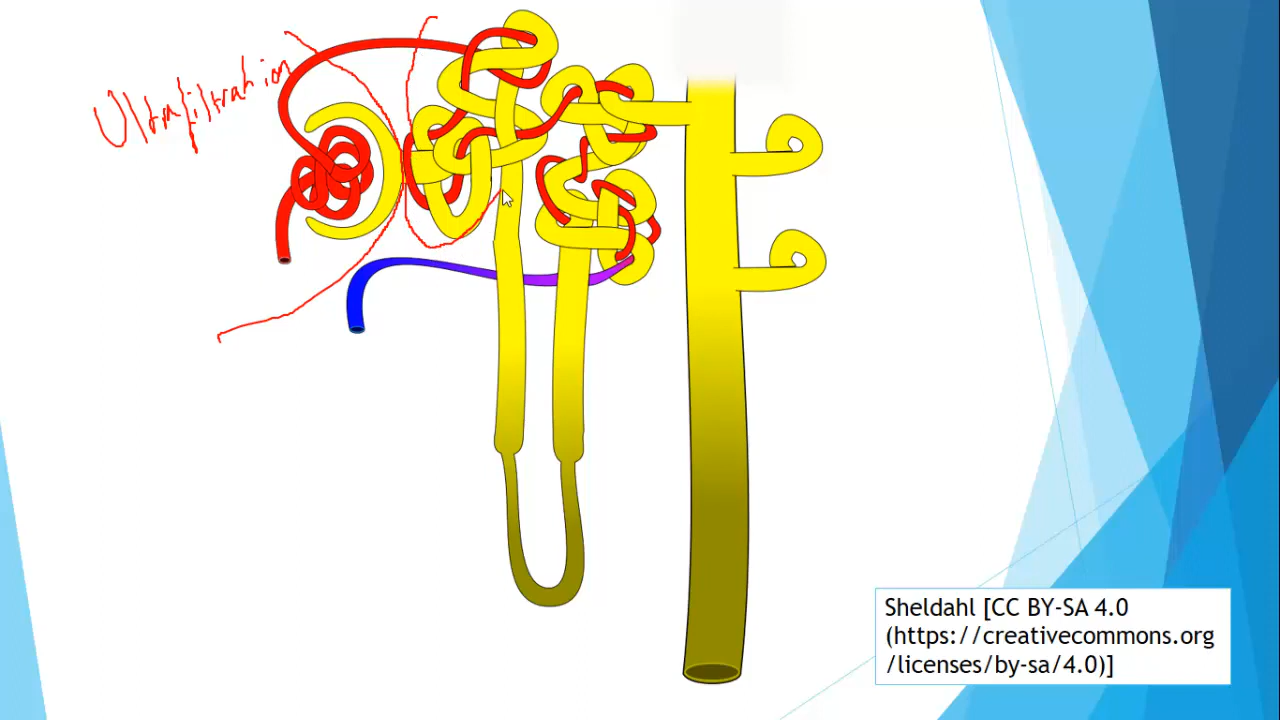 Ultrafiltration
Sheldahl [CC BY-SA 4.0
(https://creativecommons.org
/licenses/by-sa/4.0)]